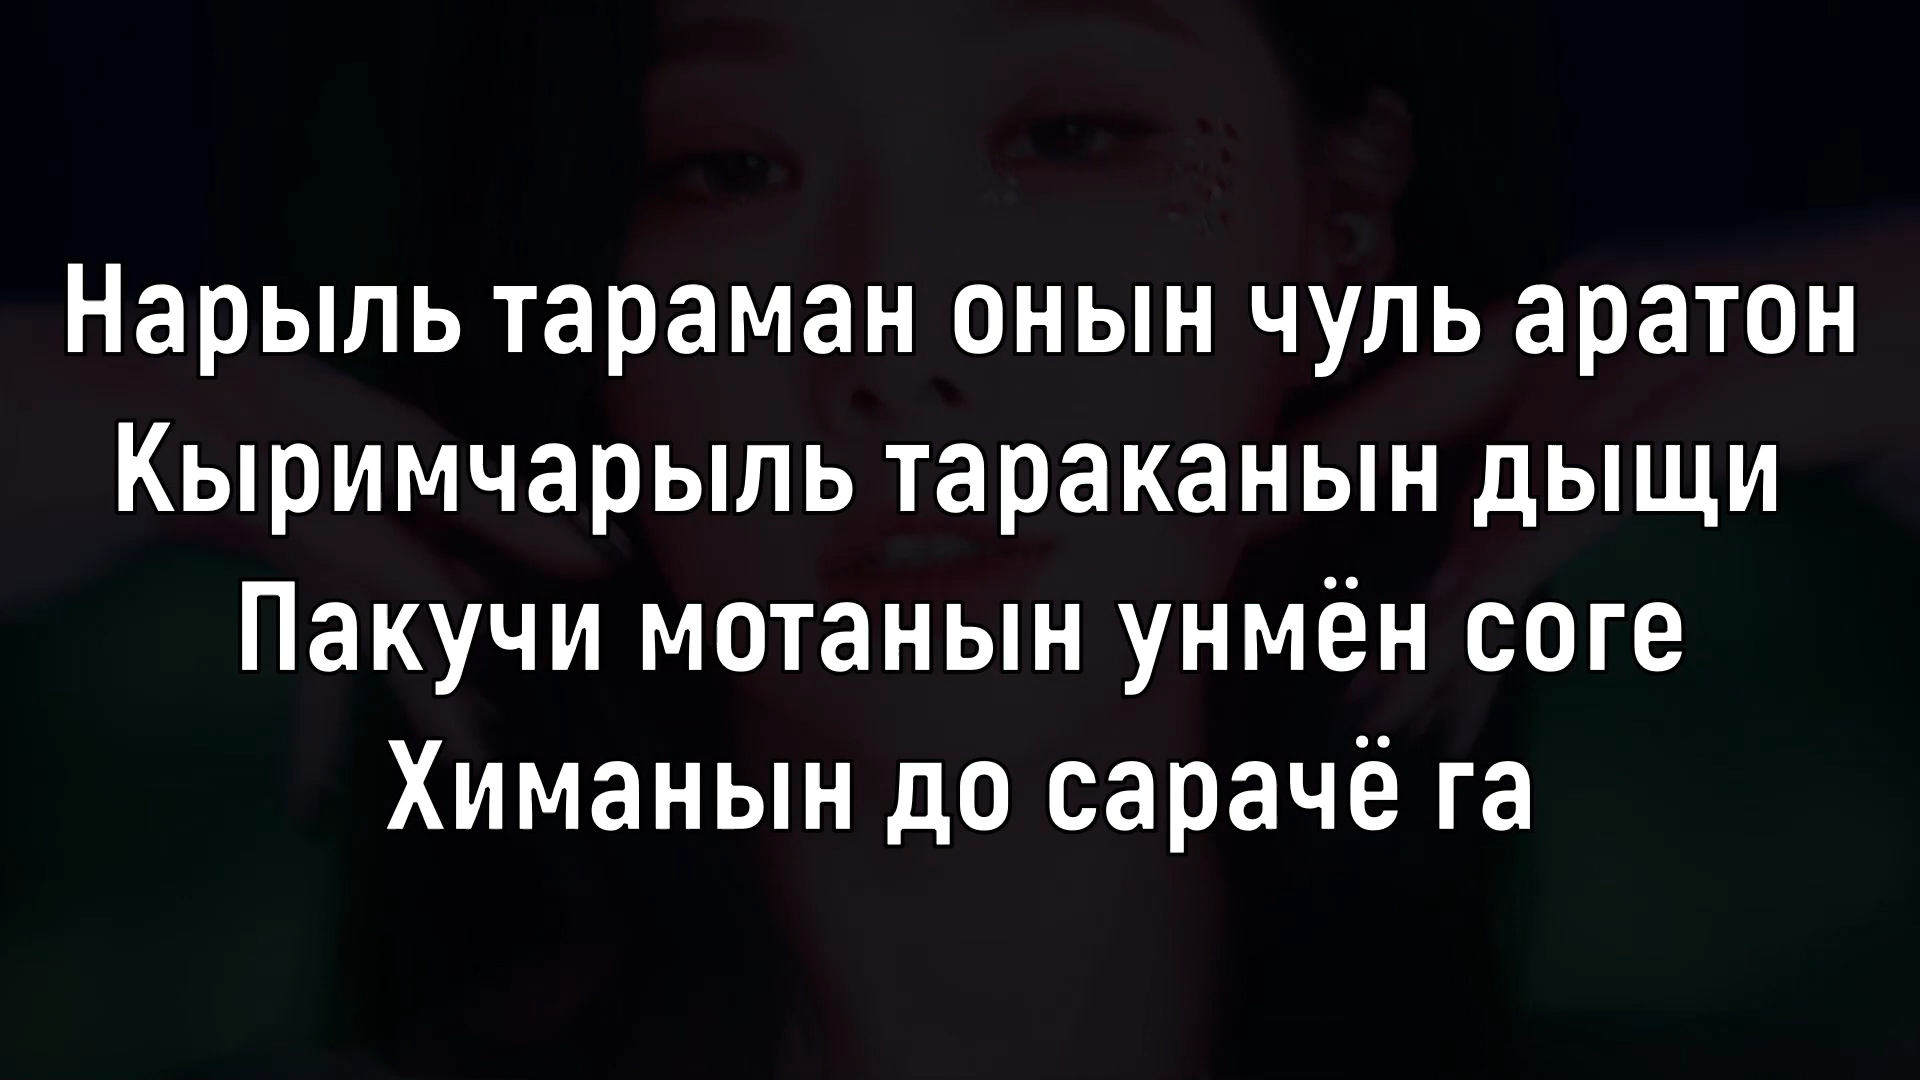 Нарыль тараман онын чуль аратон
Кыримчарыль тараканын дыщи
Пакучи мотанын унмён соге
Химанын до сарачё га